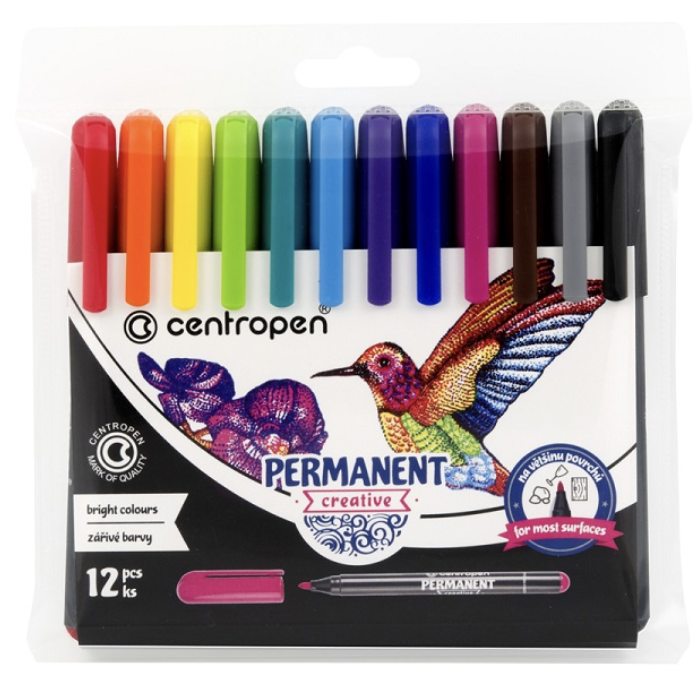 centropen®
CENTROPEN
MARK OF QUALITY
PERMANENT
creative
na většinu povrchů
for most surfaces
bright colours
zářivé barvy
12 pcs
ks
centropen
PERMANENT
creative